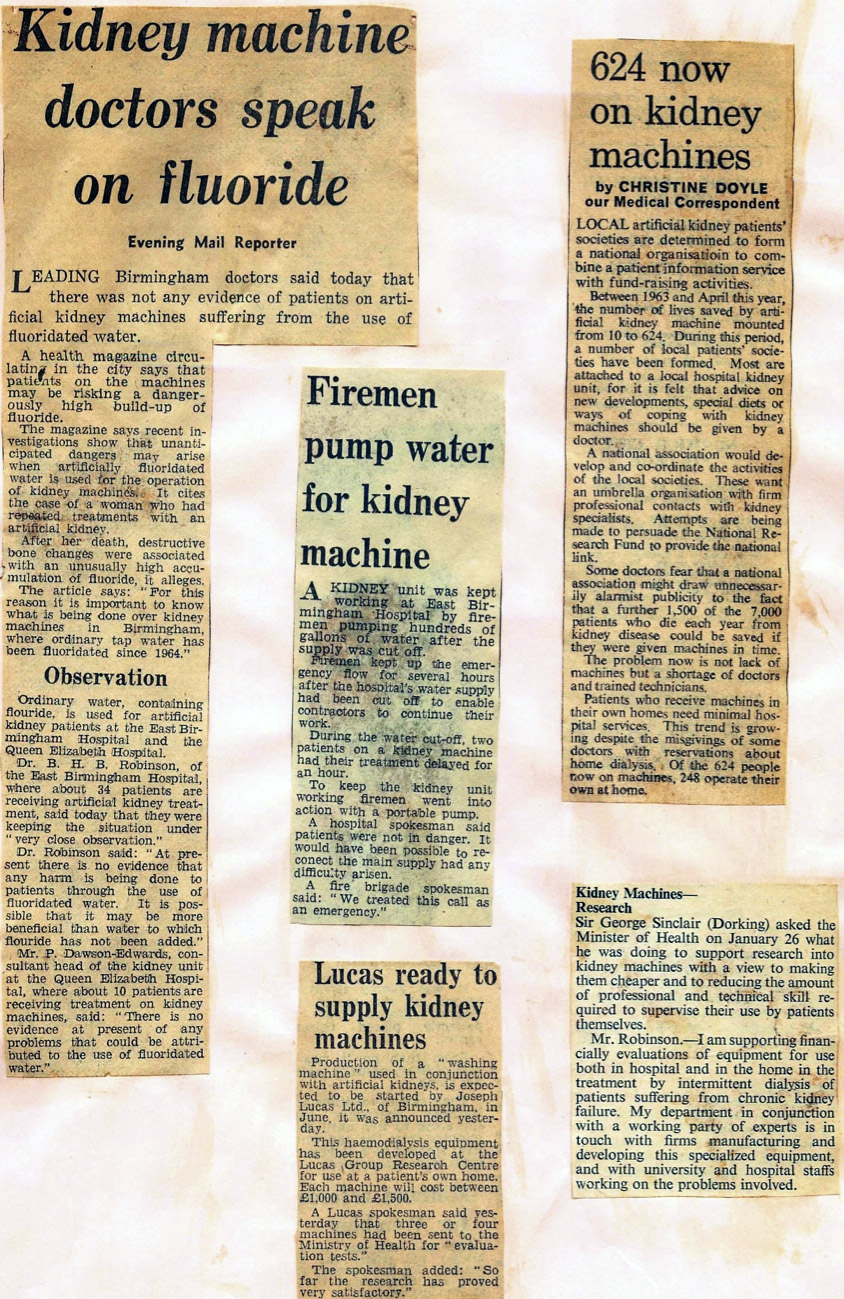 Kidney machine
doctors speak
on fluoride
Evening Mail Reporter
LEADING Birmingham doctors said today that
there was not any evidence of patients on arti-
ficial kidney machines suffering from the use of
fluoridated water.
A health magazine circu-
lating in the city says that
patients on the machines
may be risking a danger-
ously high build-up of
fluoride.
The magazine says recent in-
vestigations show that unanti-
cipated dangers may arise
when artificially fluoridated
water is used for the operation
of kidney machines. It cites
the case of a woman who had
repeated treatments with an
artificial kidney.
After her death, destructive
bone changes were associated
with an unusually high accu-
mulation of fluoride, it alleges.
The article says: "For this
reason it is important to know
what is being done over kidney
machines in Birmingham,
where ordinary tap water has
been fluoridated since 1964."
Observation
Ordinary water, containing
flouride, is used for artificial
kidney patients at the East Bir-
mingham Hospital and the
Queen Elizabeth Hospital.
Dr. B. H. B. Robinson, of
the East Birmingham Hospital,
where about 34 patients are
receiving artificial kidney treat-
ment, said today that they were
keeping the situation under
"very close observation."
Dr. Robinson said: "At pre-
sent there is no evidence that
any harm is being done to
patients through the use of
fluoridated water. It is pos-
sible that it may be more
beneficial than water to which
flouride has not been added."
Mr. P. Dawson-Edwards, con-
sultant head of the kidney unit
at the Queen Elizabeth Hospi-
tal, where about 10 patients are
receiving treatment on kidney
machines, said: "There is no
evidence at present of any
problems that could be attri-
buted to the use of fluoridated
water."
Firemen
pump water
for kidney
machine
A KIDNEY unit was kept
working at East Bir-
mingham Hospital by fire-
men pumping hundreds of
gallons of water after the
supply was cut off.
Firemen kept up the emer-
gency flow for several hours
after the hospital's water supply
had been cut off to enable
contractors to continue their
work.
During the water cut-off, two
patients on a kidney machine
had their treatment delayed for
an hour.
To keep the kidney unit
working firemen went into
action with a portable pump.
A hospital spokesman said
patients were not in danger. It
would have been possible to re-
conect the main supply had any
difficulty arisen.
A fire brigade spokesman
said: "We treated this call as
an emergency."
Lucas ready to
supply kidney
machines
Production of a "washing
machine" used in conjunction
with artificial kidneys, is expec-
ted to be started by Joseph
Lucas Ltd., of Birmingham, in
June, it was announced yester-
day.
This haemodialysis equipment
has been developed at the
Lucas Group Research Centre
for use at a patient's own home.
Each machine will cost between
£1,000 and £1,500.
A Lucas spokesman said yes-
terday that three or four
machines had been sent to the
Ministry of Health for "evalua-
tion tests."
The spokesman added: "So
far the research has proved
very satisfactory."
624 now
on kidney
machines
by CHRISTINE DOYLE
our Medical Correspondent
LOCAL artificial kidney patients'
societies are determined to form
a national organisatioin to com-
bine a patient information service
with fund-raising activities.
Between 1963 and April this year,
the number of lives saved by arti-
ficial kidney machine mounted
from 10 to 624. During this period,
a number of local patients' socie-
ties have been formed. Most are
attached to a local hospital kidney
unit, for it is felt that advice on
new developments, special diets or
ways of coping with kidney
machines should be given by a
doctor.
A national association would de-
velop and co-ordinate the activities
of the local societies. These want
an umbrella organisation with firm
professional contacts with kidney
specialists. Attempts are being
made to persuade the National Re-
search Fund to provide the national
link.
Some doctors fear that a national
association might draw unnecessar-
ily alarmist publicity to the fact
that a further 1,500 of the 7,000
patients who die each year from
kidney disease could be saved if
they were given machines in time.
The problem now is not lack of
machines but a shortage of doctors
and trained technicians.
Patients who receive machines in
their own homes need minimal hos-
pital services. This trend is grow-
ing despite the misgivings of some
doctors with reservations about
home dialysis. Of the 624 people
now on machines, 248 operate their
own at home.
Kidney Machines—
Research
Sir George Sinclair (Dorking) asked the
Minister of Health on January 26 what
he was doing to support research into
kidney machines with a view to making
them cheaper and to reducing the amount
of professional and technical skill re-
quired to supervise their use by patients
themselves.
Mr. Robinson.—I am supporting finan-
cially evaluations of equipment for use
both in hospital and in the home in the
treatment by intermittent dialysis of
patients suffering from chronic kidney
failure. My department in conjunction
with a working party of experts is in
touch with firms manufacturing and
developing this specialized equipment,
and with university and hospital staffs
working on the problems involved.